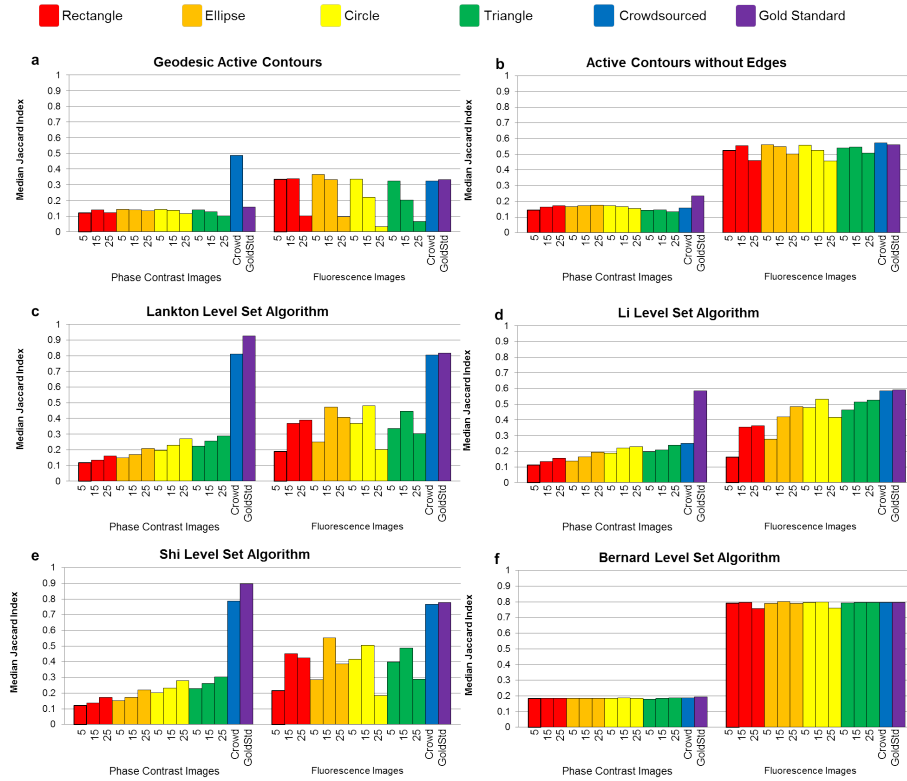 Rectangle Ellipse Circle Triangle Crowdsourced Gold Standard
a Geodesic Active Contours
Median Jaccard Index
1
0.9
0.8
0.7
0.6
0.5
0.4
0.3
0.2
0.1
0
5 15 25 5 15 25 5 15 25 5 15 25 Crowd GoldStd 5 15 25 5 15 25 5 15 25 5 15 25 Crowd GoldStd
Phase Contrast Images Fluorescence Images
b Active Contours without Edges
Median Jaccard Index
1
0.9
0.8
0.7
0.6
0.5
0.4
0.3
0.2
0.1
0
5 15 25 5 15 25 5 15 25 5 15 25 Crowd GoldStd 5 15 25 5 15 25 5 15 25 5 15 25 Crowd GoldStd
Phase Contrast Images Fluorescence Images
c Lankton Level Set Algorithm
Median Jaccard Index
1
0.9
0.8
0.7
0.6
0.5
0.4
0.3
0.2
0.1
0
5 15 25 5 15 25 5 15 25 5 15 25 Crowd GoldStd 5 15 25 5 15 25 5 15 25 5 15 25 Crowd GoldStd
Phase Contrast Images Fluorescence Images
d Li Level Set Algorithm
Median Jaccard Index
1
0.9
0.8
0.7
0.6
0.5
0.4
0.3
0.2
0.1
0
5 15 25 5 15 25 5 15 25 5 15 25 Crowd GoldStd 5 15 25 5 15 25 5 15 25 5 15 25 Crowd GoldStd
Phase Contrast Images Fluorescence Images
e Shi Level Set Algorithm
Median Jaccard Index
1
0.9
0.8
0.7
0.6
0.5
0.4
0.3
0.2
0.1
0
5 15 25 5 15 25 5 15 25 5 15 25 Crowd GoldStd 5 15 25 5 15 25 5 15 25 5 15 25 Crowd GoldStd
Phase Contrast Images Fluorescence Images
f Bernard Level Set Algorithm
Median Jaccard Index
1
0.9
0.8
0.7
0.6
0.5
0.4
0.3
0.2
0.1
0
5 15 25 5 15 25 5 15 25 5 15 25 Crowd GoldStd 5 15 25 5 15 25 5 15 25 5 15 25 Crowd GoldStd
Phase Contrast Images Fluorescence Images